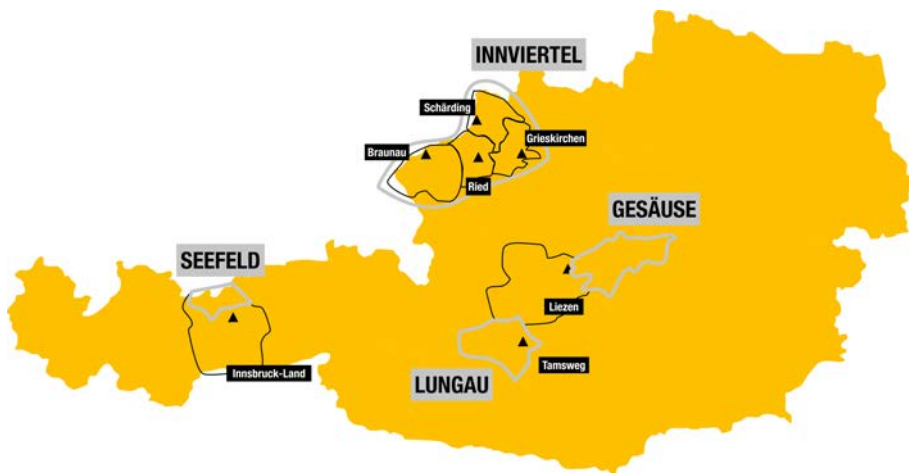 INNVIERTEL
Schärding
Grieskirchen
Braunau
Ried
GESÄUSE
SEEFELD
Liezen
Innsbruck-Land
LUNGAU
Tamsweg